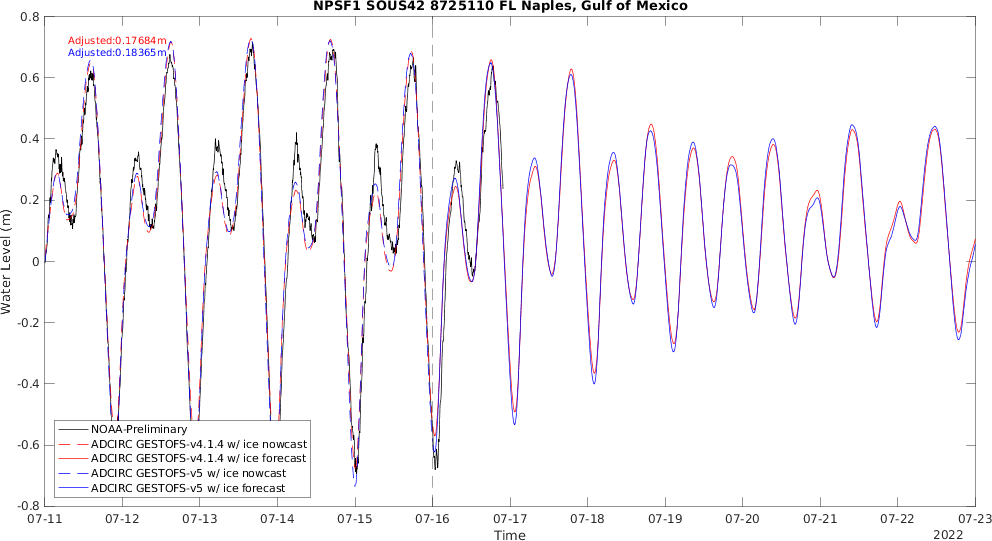 NPSF1 SOUS42 8725110 FL Naples, Gulf of Mexico
Adjusted:0.17684m
Adjusted:0.18365m
Water Level (m)
0.8
0.6
0.4
0.2
0
-0.2
-0.4
-0.6
-0.8
NOAA-Preliminary
ADCIRC GESTOFS-v4.1.4 w/ ice nowcast
ADCIRC GESTOFS-v4.1.4 w/ ice forecast
ADCIRC GESTOFS-v5 w/ ice nowcast
ADCIRC GESTOFS-v5 w/ ice forecast
07-11 07-12 07-13 07-14 07-15 07-16 07-17 07-18 07-19 07-20 07-21 07-22 07-23
Time
2022